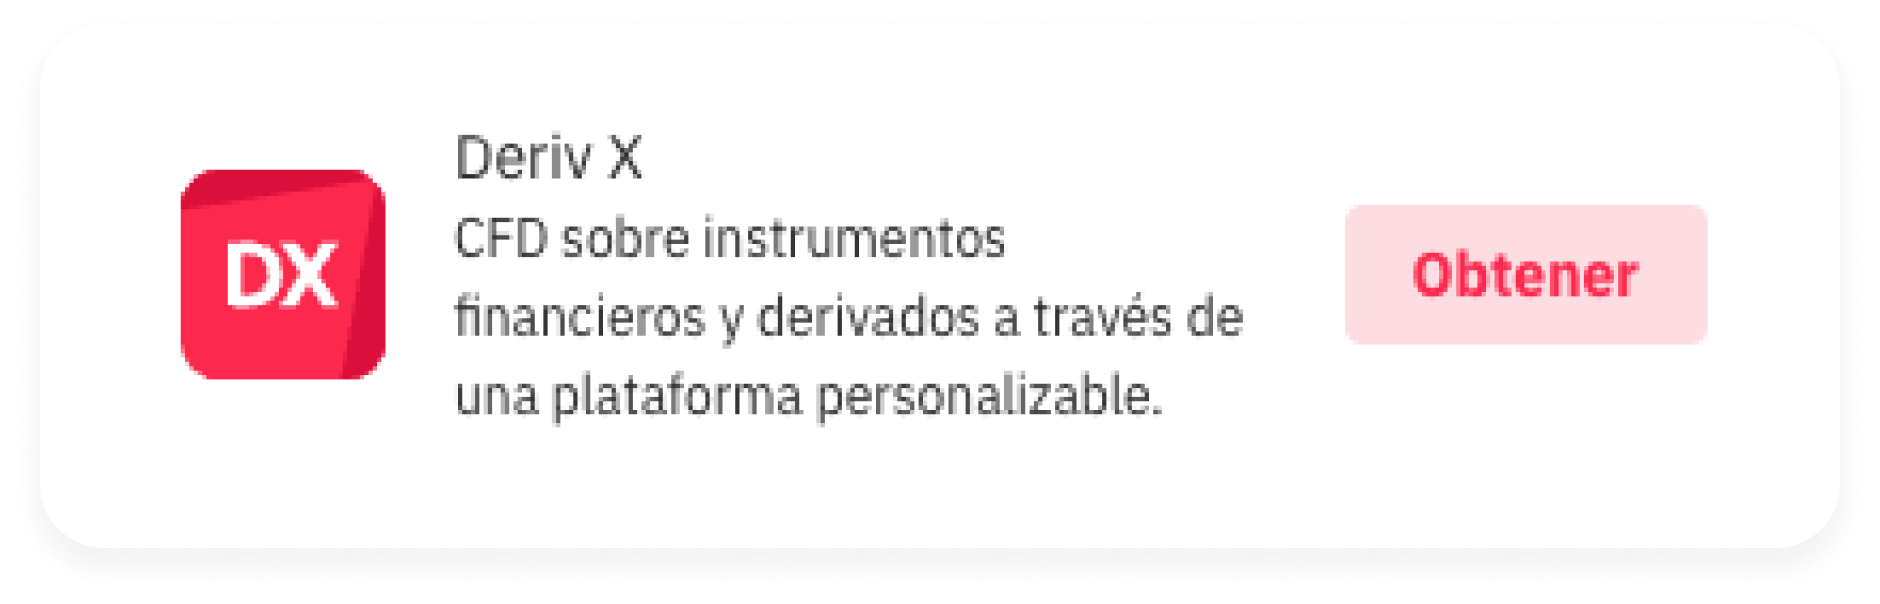 DX
Deriv X
CFD sobre instrumentos
financieros y derivados a través de
una plataforma personalizable.
Obtener